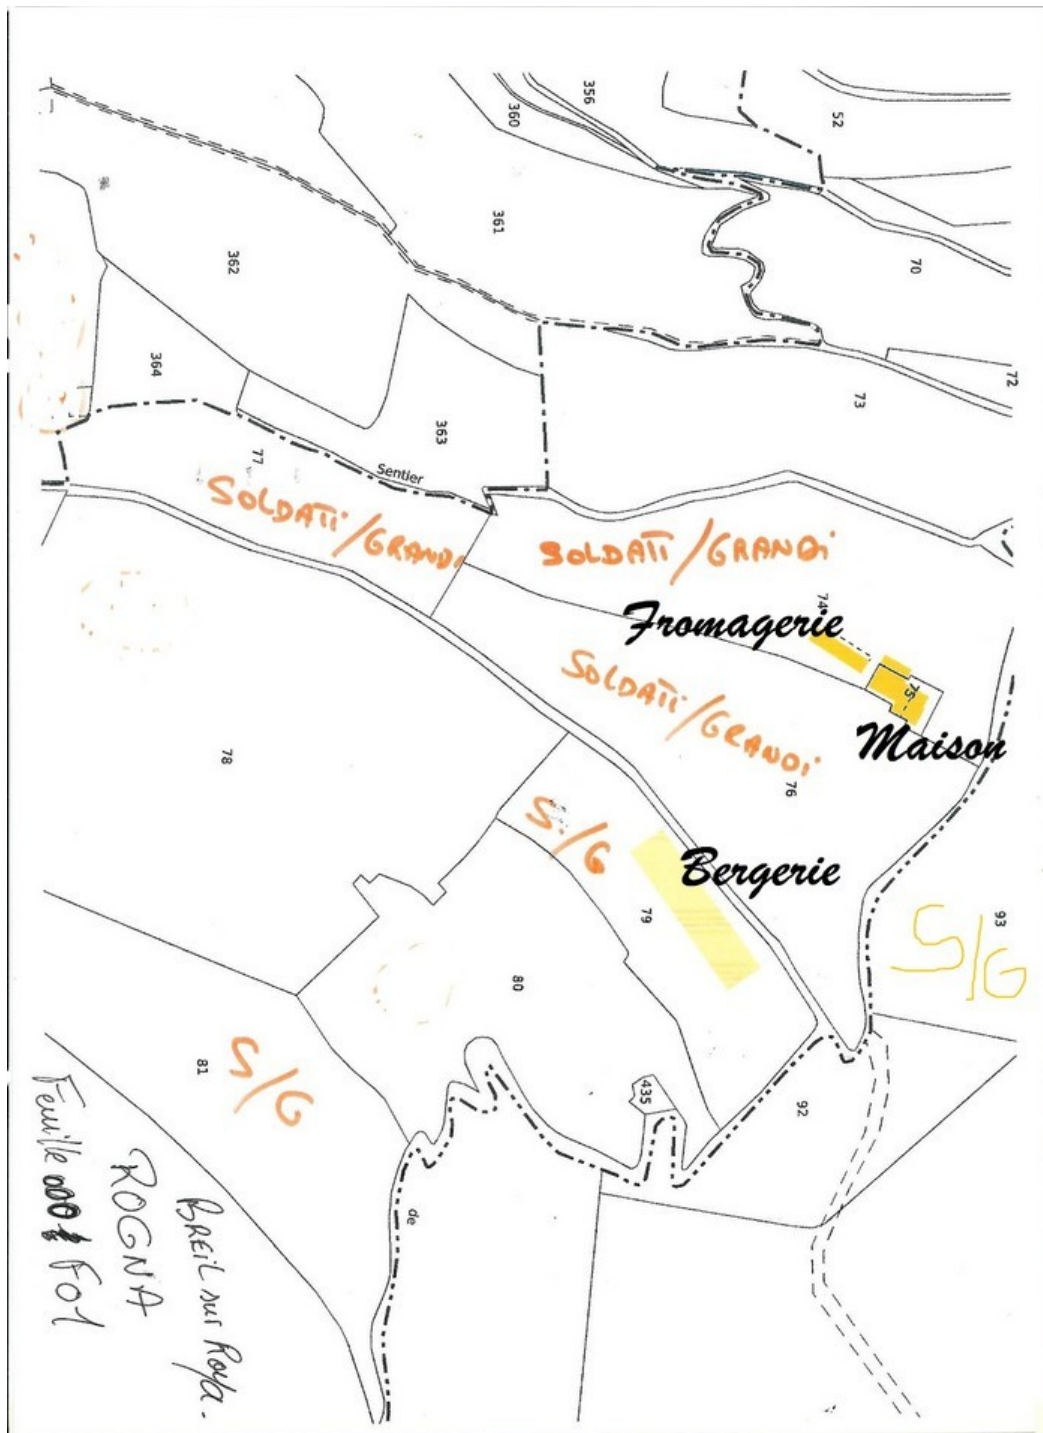 356
360
52
361
70
362
364
72
73
363
77
Sentier
SOLDATi/GRANDi
SOLDATi/GRANDi
74
Fromagerie
75
SOLDATi/GRANDi
Maison
78
76
S./G
Bergerie
79
93
S/G
80
81
S/G
435
92
de
BREiL sur Roya.
ROGNA
Feuille 000 F01